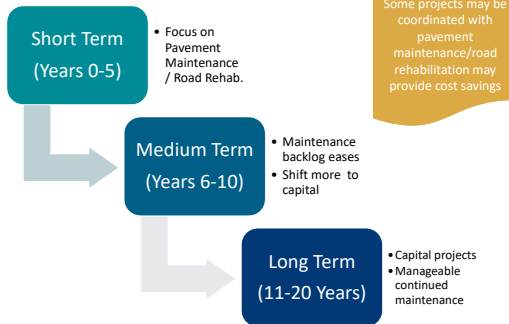 Short Term
(Years 0-5)
• Focus on
Pavement
Maintenance
/ Road Rehab.
Some projects may be
coordinated with
pavement
maintenance/road
rehabilitation may
provide cost savings
Medium Term
(Years 6-10)
• Maintenance
backlog eases
• Shift more to
capital
Long Term
(11-20 Years)
•Capital projects
•Manageable
continued
maintenance